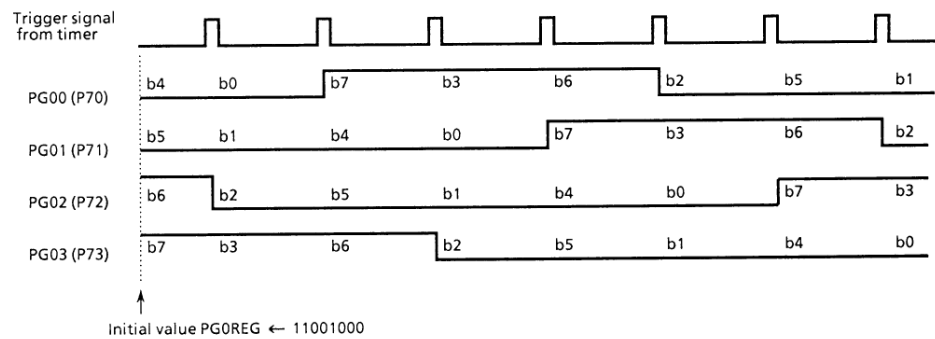 Trigger signal
from timer
PG00 (P70)
b4 b0 b7 b3 b6 b2 b5 b1
PG01 (P71)
b5 b1 b4 b0 b7 b3 b6 b2
PG02 (P72)
b6 b2 b5 b1 b4 b0 b7 b3
PG03 (P73)
b7 b3 b6 b2 b5 b1 b4 b0
Initial value PG0REG ← 11001000